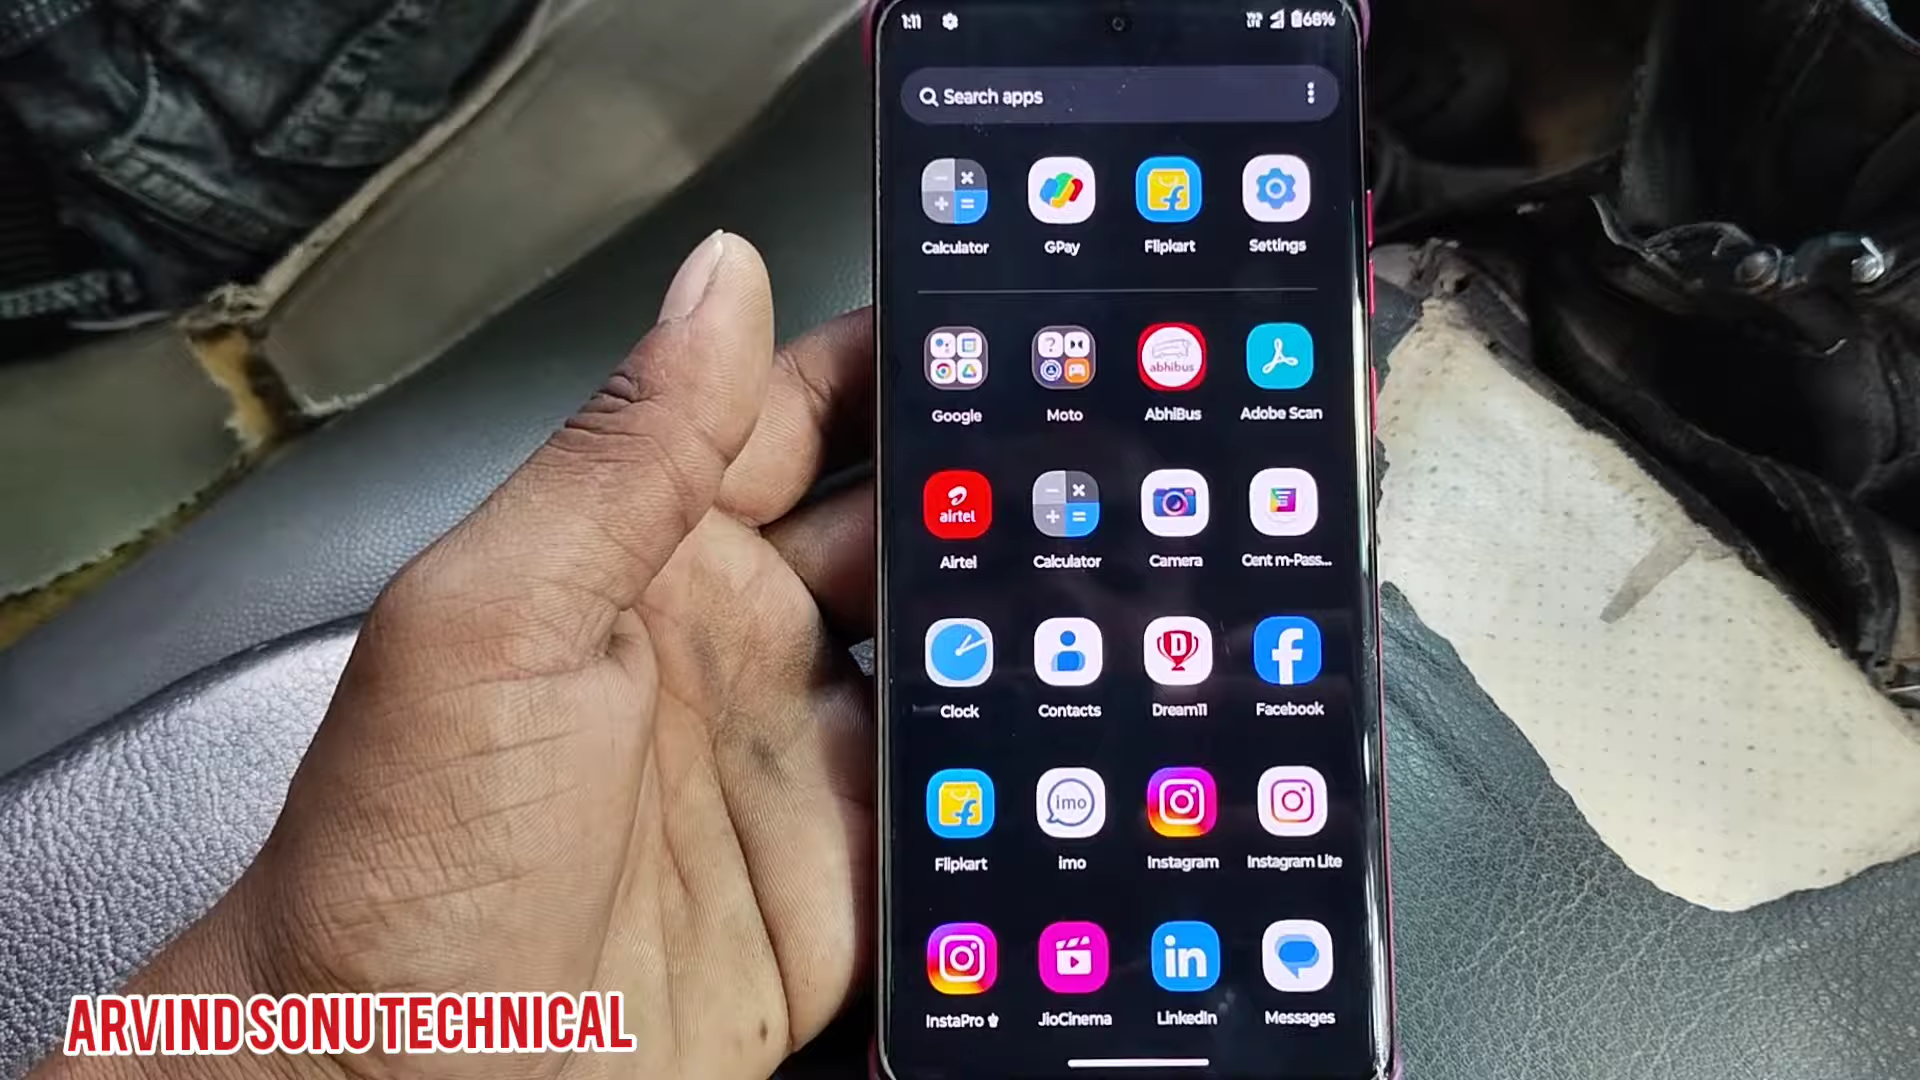 1:11 68%
Search apps
Calculator GPay Flipkart Settings
abhibus
Google Moto AbhiBus Adobe Scan
airtel
Airtel Calculator Camera Cent m-Pass...
D
Clock Contacts Dream11 Facebook
imo
Flipkart imo Instagram Instagram Lite
in
InstaPro JioCinema LinkedIn Messages
ARVIND SONU TECHNICAL